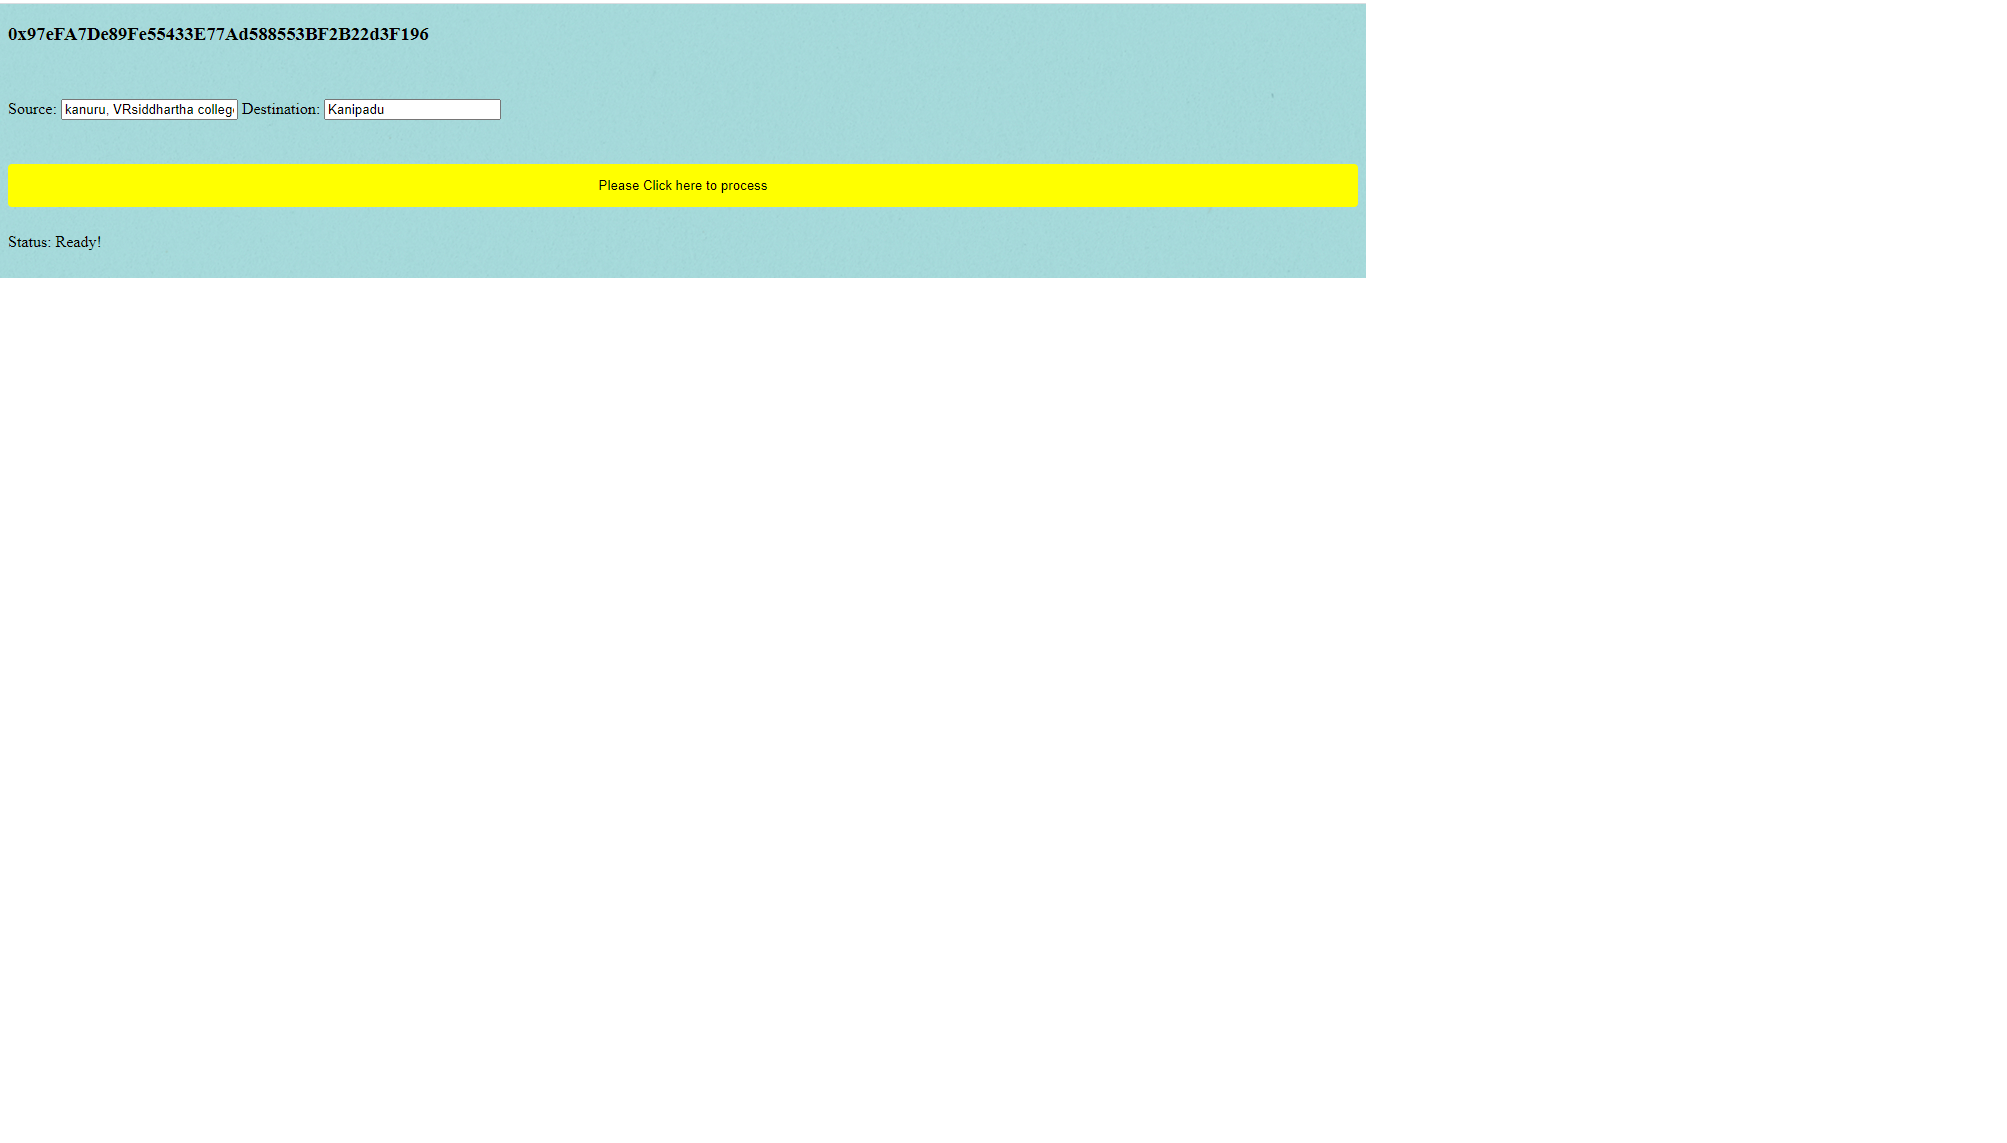 0x97eFA7De89Fe55433E77Ad588553BF2B22d3F196
Source: kanuru, VRsiddhartha colleg Destination: Kanipadu
Please Click here to process
Status: Ready!